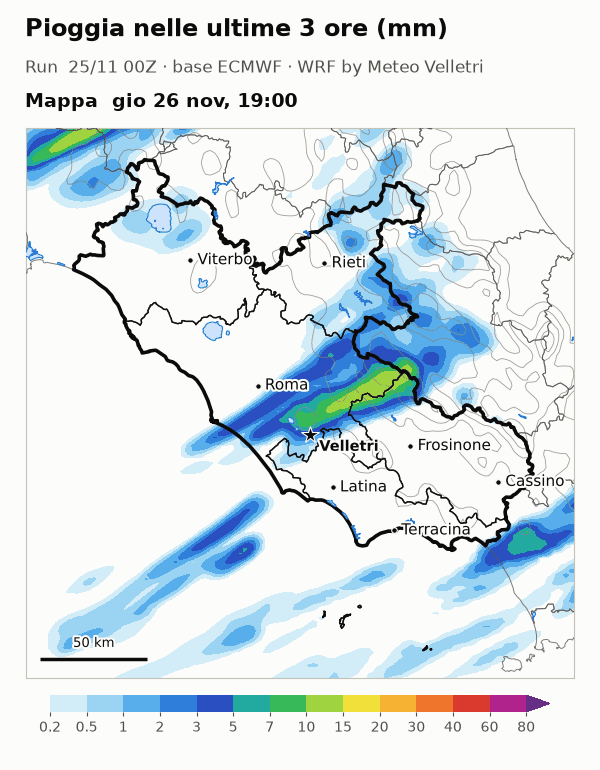 Pioggia nelle ultime 3 ore (mm)
Run  25/11 00Z · base ECMWF · WRF by Meteo Velletri
Mappa  gio 26 nov, 19:00
Viterbo
Rieti
Roma
Velletri
Frosinone
Latina
Cassino
Terracina
50 km
0.2 0.5 1 2 3 5 7 10 15 20 30 40 60 80